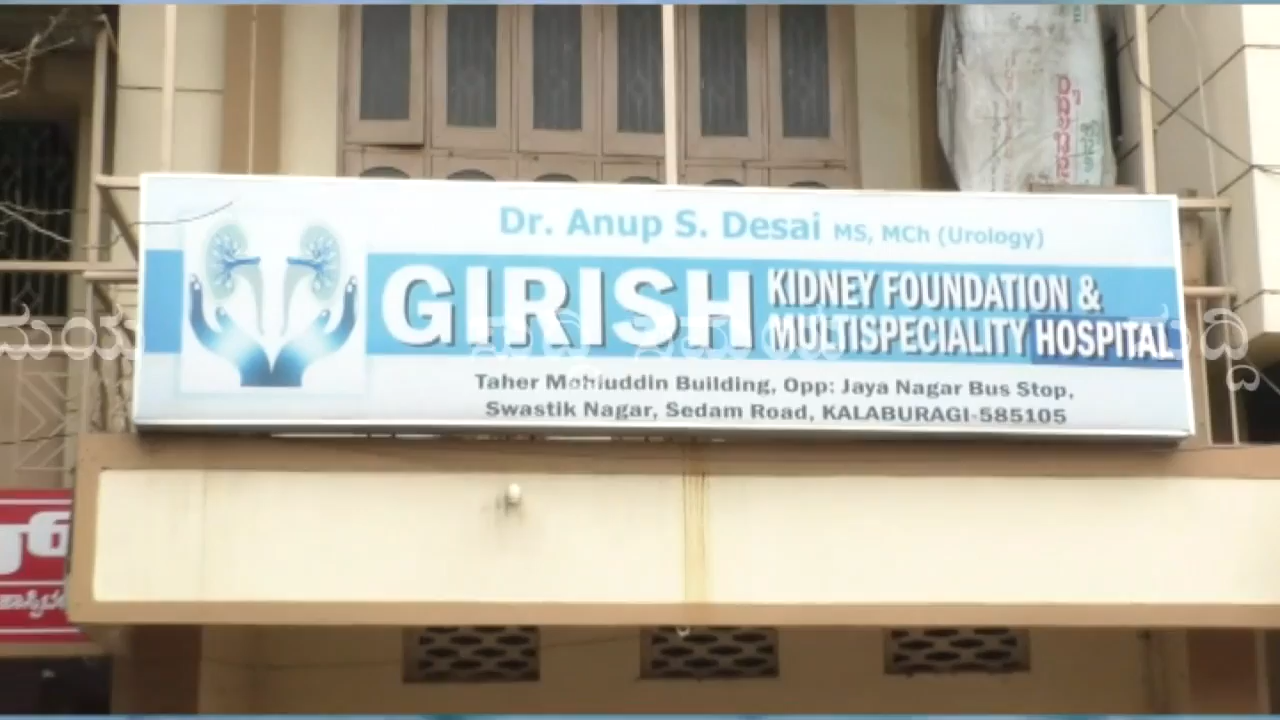 Dr. Anup S. Desai MS, MCh (Urology)
GIRISH KIDNEY FOUNDATION &
MULTISPECIALITY HOSPITAL
Taher Mohiuddin Building, Opp: Jaya Nagar Bus Stop,
Swastik Nagar, Sedam Road, KALABURAGI-585105